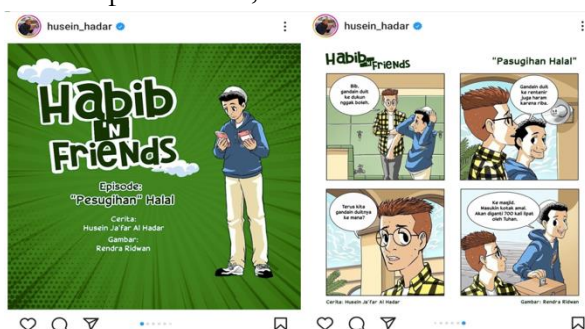 husein_hadar
Habib
IN
FRIENDS
Episode:
"Pesugihan" Halal
Cerita:
Husein Ja'far Al Hadar
Gambar:
Rendra Ridwan
husein_hadar
Habib
IN
FRIENDS
"Pasugihan Halal"
Bib,
gandain duit
ke dukun
nggak boleh.
Gandain duit
ke rentenir
juga haram
karena riba.
Terus kita
gandain duitnya
ke mana?
Ke masjid.
Masukin kotak amal.
Akan diganti 700 kali lipat
oleh Tuhan.
Cerita: Husein Ja'far Al Hadar
Gambar: Rendra Ridwan